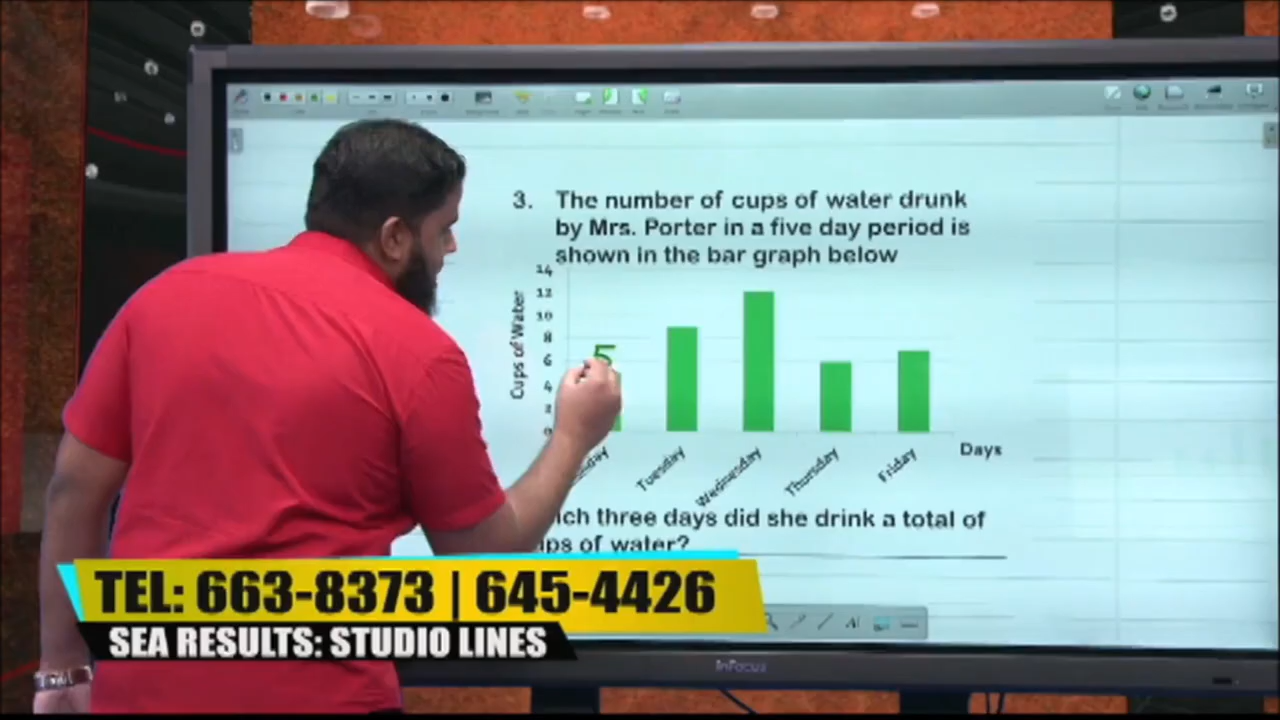 3. The number of cups of water drunk
by Mrs. Porter in a five day period is
shown in the bar graph below
14
12
10
8
6
4
2
0
Cups of Water
5
Tuesday
Wednesday
Thursday
Friday
Days
three days did she drink a total of
of water?
TEL: 663-8373 | 645-4426
SEA RESULTS: STUDIO LINES
InFocus